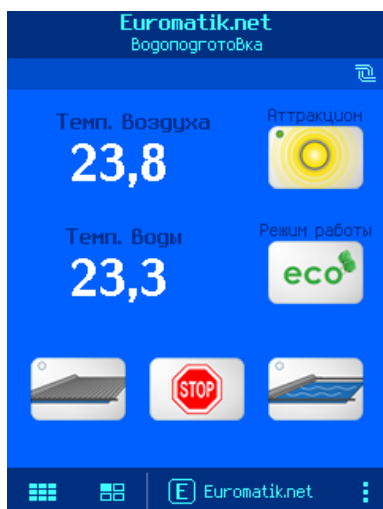 Euromatik.net
Водоподготовка
Темп. Воздуха
Аттракцион
23,8
Темп. Воды
Режим работы
23,3
eco
STOP
E Euromatik.net